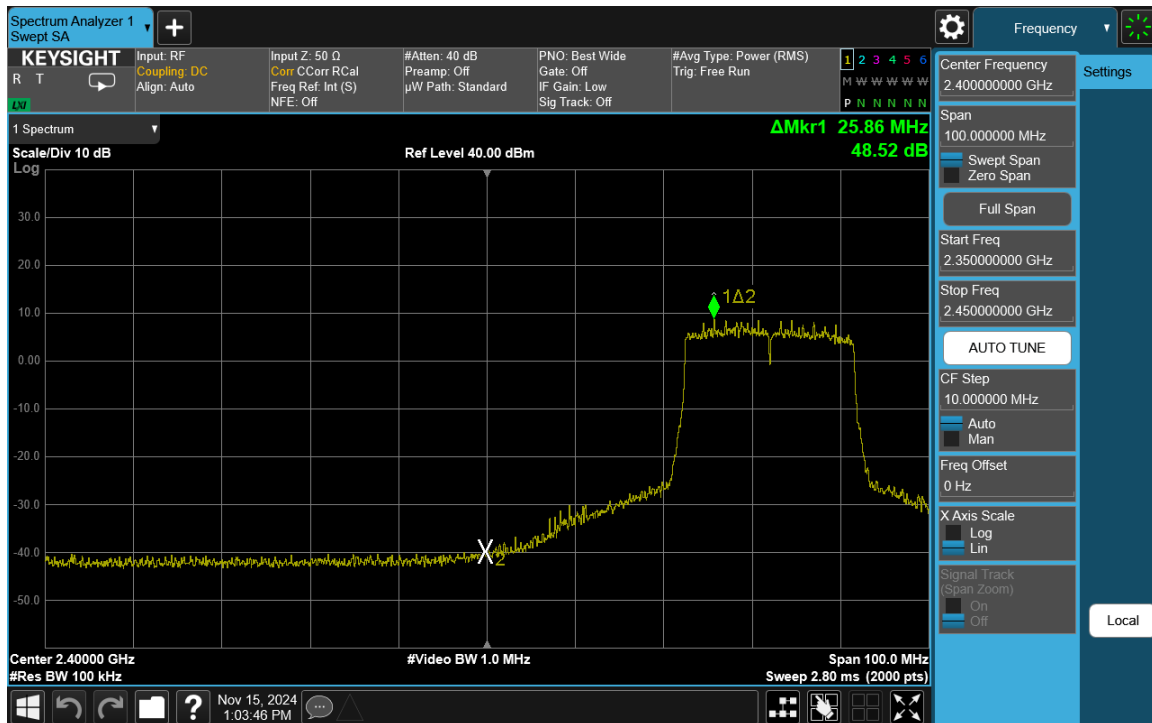 Spectrum Analyzer 1
Swept SA
Frequency
KEYSIGHT
R T
LXI
Input: RF
Coupling: DC
Align: Auto
Input Z: 50 Ω
Corr CCorr RCal
Freq Ref: Int (S)
NFE: Off
#Atten: 40 dB
Preamp: Off
µW Path: Standard
PNO: Best Wide
Gate: Off
IF Gain: Low
Sig Track: Off
#Avg Type: Power (RMS)
Trig: Free Run
1 2 3 4 5 6
M W W W W W
P N N N N N
1 Spectrum
Scale/Div 10 dB
Log
Ref Level 40.00 dBm
ΔMkr1 25.86 MHz
48.52 dB
30.0
20.0
10.0
0.00
-10.0
-20.0
-30.0
-40.0
-50.0
1Δ2
X2
Center 2.40000 GHz
#Res BW 100 kHz
#Video BW 1.0 MHz
Span 100.0 MHz
Sweep 2.80 ms (2000 pts)
Center Frequency
2.400000000 GHz
Span
100.000000 MHz
Swept Span
Zero Span
Full Span
Start Freq
2.350000000 GHz
Stop Freq
2.450000000 GHz
AUTO TUNE
CF Step
10.000000 MHz
Auto
Man
Freq Offset
0 Hz
X Axis Scale
Log
Lin
Signal Track
(Span Zoom)
On
Off
Settings
Local
?
Nov 15, 2024
1:03:46 PM